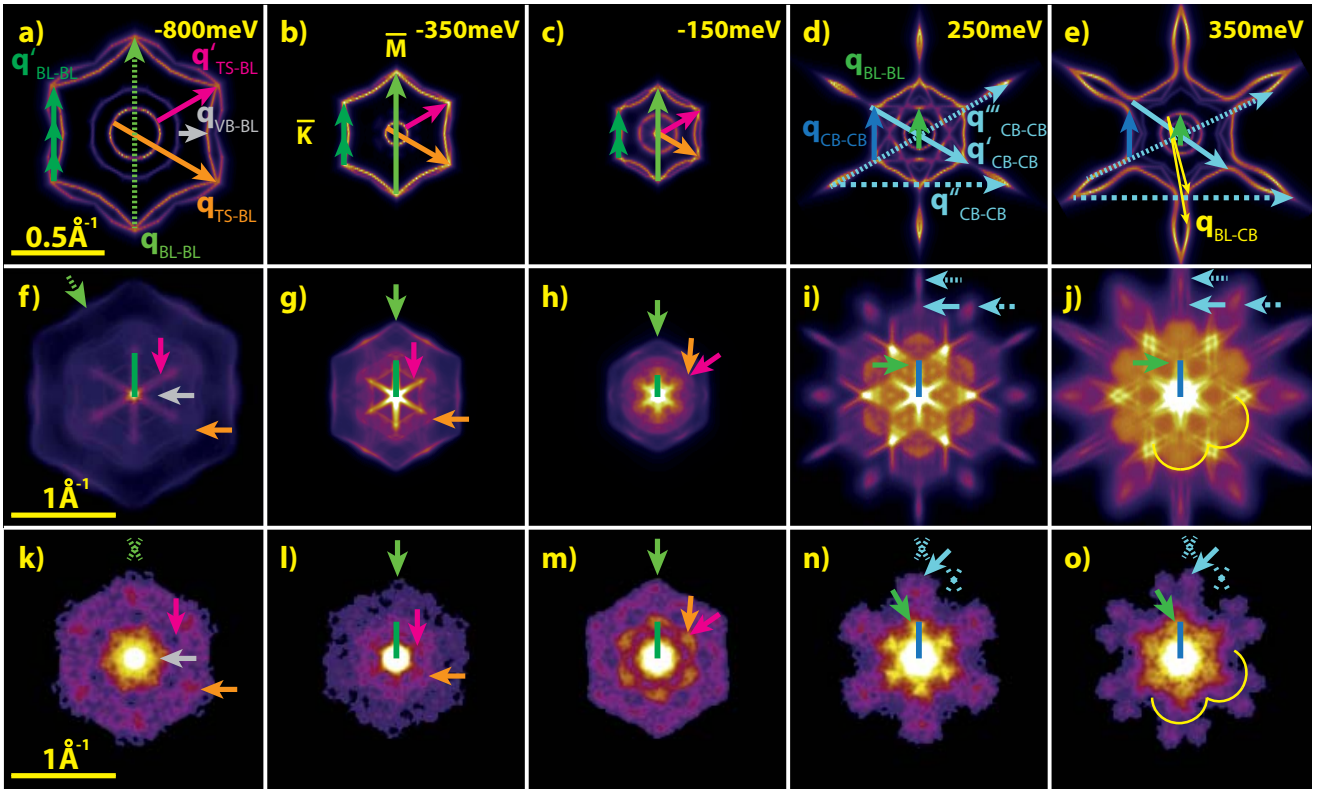 a) -800meV
q'BL-BL
q'TS-BL
qVB-BL
qTS-BL
qBL-BL
0.5Å⁻¹
b) -350meV
M̅
K̅
c) -150meV
d) 250meV
qBL-BL
qCB-CB
q'''CB-CB
q'CB-CB
q''CB-CB
e) 350meV
qBL-CB
f)
1Å⁻¹
g)
h)
i)
j)
k)
1Å⁻¹
l)
m)
n)
o)